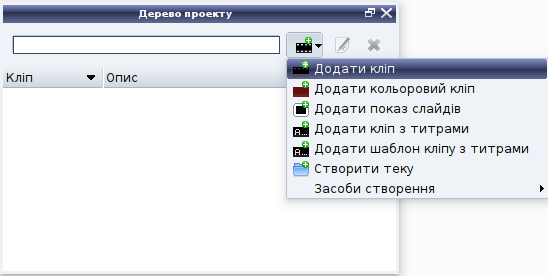 Дерево проекту
Кліп
Опис
Додати кліп
Додати кольоровий кліп
Додати показ слайдів
Додати кліп з титрами
Додати шаблон кліпу з титрами
Створити теку
Засоби створення